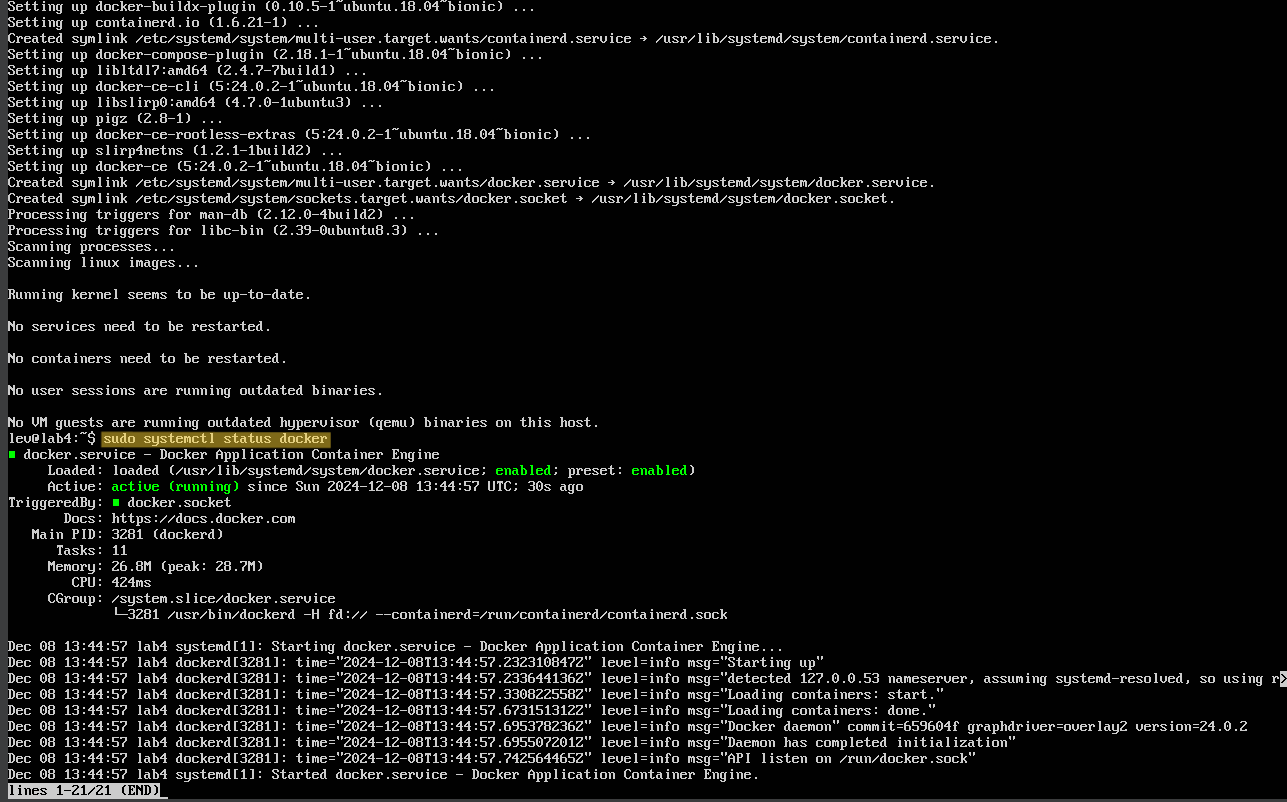 Setting up docker-buildx-plugin (0.10.5-1~ubuntu.18.04~bionic) ...
Setting up containerd.io (1.6.21-1) ...
Created symlink /etc/systemd/system/multi-user.target.wants/containerd.service → /usr/lib/systemd/system/containerd.service.
Setting up docker-compose-plugin (2.18.1-1~ubuntu.18.04~bionic) ...
Setting up libltdl7:amd64 (2.4.7-7build1) ...
Setting up docker-ce-cli (5:24.0.2-1~ubuntu.18.04~bionic) ...
Setting up libslirp0:amd64 (4.7.0-1ubuntu3) ...
Setting up pigz (2.8-1) ...
Setting up docker-ce-rootless-extras (5:24.0.2-1~ubuntu.18.04~bionic) ...
Setting up slirp4netns (1.2.1-1build2) ...
Setting up docker-ce (5:24.0.2-1~ubuntu.18.04~bionic) ...
Created symlink /etc/systemd/system/multi-user.target.wants/docker.service → /usr/lib/systemd/system/docker.service.
Created symlink /etc/systemd/system/sockets.target.wants/docker.socket → /usr/lib/systemd/system/docker.socket.
Processing triggers for man-db (2.12.0-4build2) ...
Processing triggers for libc-bin (2.39-0ubuntu8.3) ...
Scanning processes...
Scanning linux images...
Running kernel seems to be up-to-date.
No services need to be restarted.
No containers need to be restarted.
No user sessions are running outdated binaries.
No VM guests are running outdated hypervisor (qemu) binaries on this host.
lev@lab4:~$ sudo systemctl status docker
■ docker.service - Docker Application Container Engine
Loaded: loaded (/usr/lib/systemd/system/docker.service; enabled; preset: enabled)
Active: active (running) since Sun 2024-12-08 13:44:57 UTC; 30s ago
TriggeredBy: ■ docker.socket
Docs: https://docs.docker.com
Main PID: 3281 (dockerd)
Tasks: 11
Memory: 26.8M (peak: 28.7M)
CPU: 424ms
CGroup: /system.slice/docker.service
└─3281 /usr/bin/dockerd -H fd:// --containerd=/run/containerd/containerd.sock
Dec 08 13:44:57 lab4 systemd[1]: Starting docker.service - Docker Application Container Engine...
Dec 08 13:44:57 lab4 dockerd[3281]: time="2024-12-08T13:44:57.232310847Z" level=info msg="Starting up"
Dec 08 13:44:57 lab4 dockerd[3281]: time="2024-12-08T13:44:57.233644136Z" level=info msg="detected 127.0.0.53 nameserver, assuming systemd-resolved, so using r>
Dec 08 13:44:57 lab4 dockerd[3281]: time="2024-12-08T13:44:57.330822558Z" level=info msg="Loading containers: start."
Dec 08 13:44:57 lab4 dockerd[3281]: time="2024-12-08T13:44:57.673151312Z" level=info msg="Loading containers: done."
Dec 08 13:44:57 lab4 dockerd[3281]: time="2024-12-08T13:44:57.695378236Z" level=info msg="Docker daemon" commit=659604f graphdriver=overlay2 version=24.0.2
Dec 08 13:44:57 lab4 dockerd[3281]: time="2024-12-08T13:44:57.695507201Z" level=info msg="Daemon has completed initialization"
Dec 08 13:44:57 lab4 dockerd[3281]: time="2024-12-08T13:44:57.742564465Z" level=info msg="API listen on /run/docker.sock"
Dec 08 13:44:57 lab4 systemd[1]: Started docker.service - Docker Application Container Engine.
lines 1-21/21 (END)